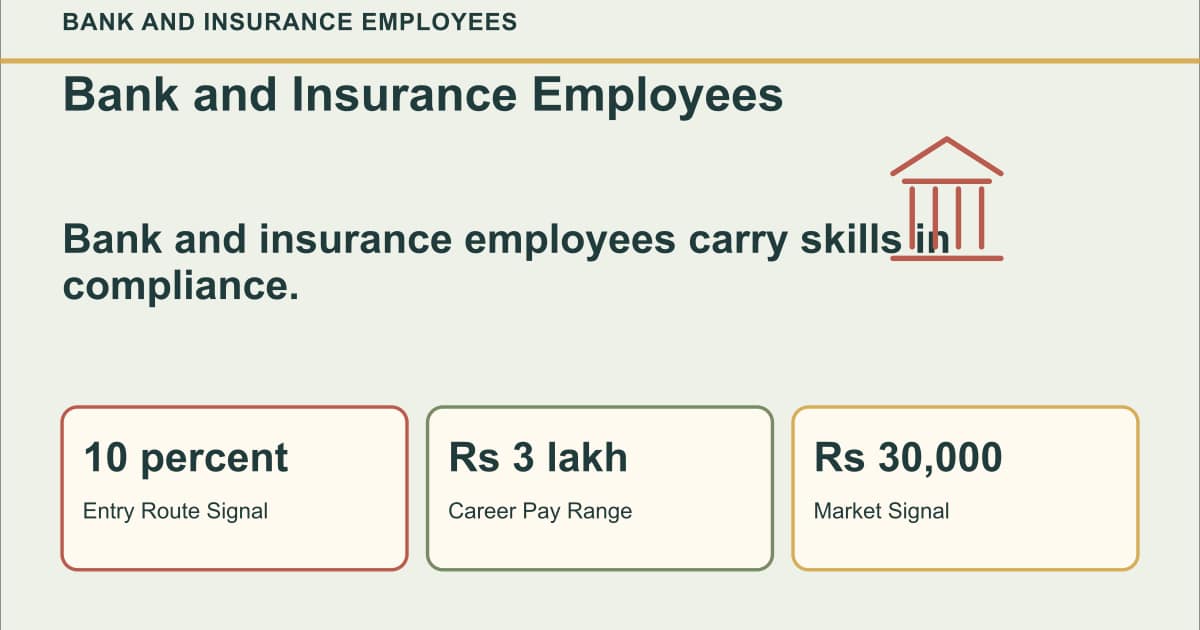 BANK AND INSURANCE EMPLOYEES
Bank and Insurance Employees
Bank and insurance employees carry skills in
compliance.
10 percent
Entry Route Signal
Rs 3 lakh
Career Pay Range
Rs 30,000
Market Signal